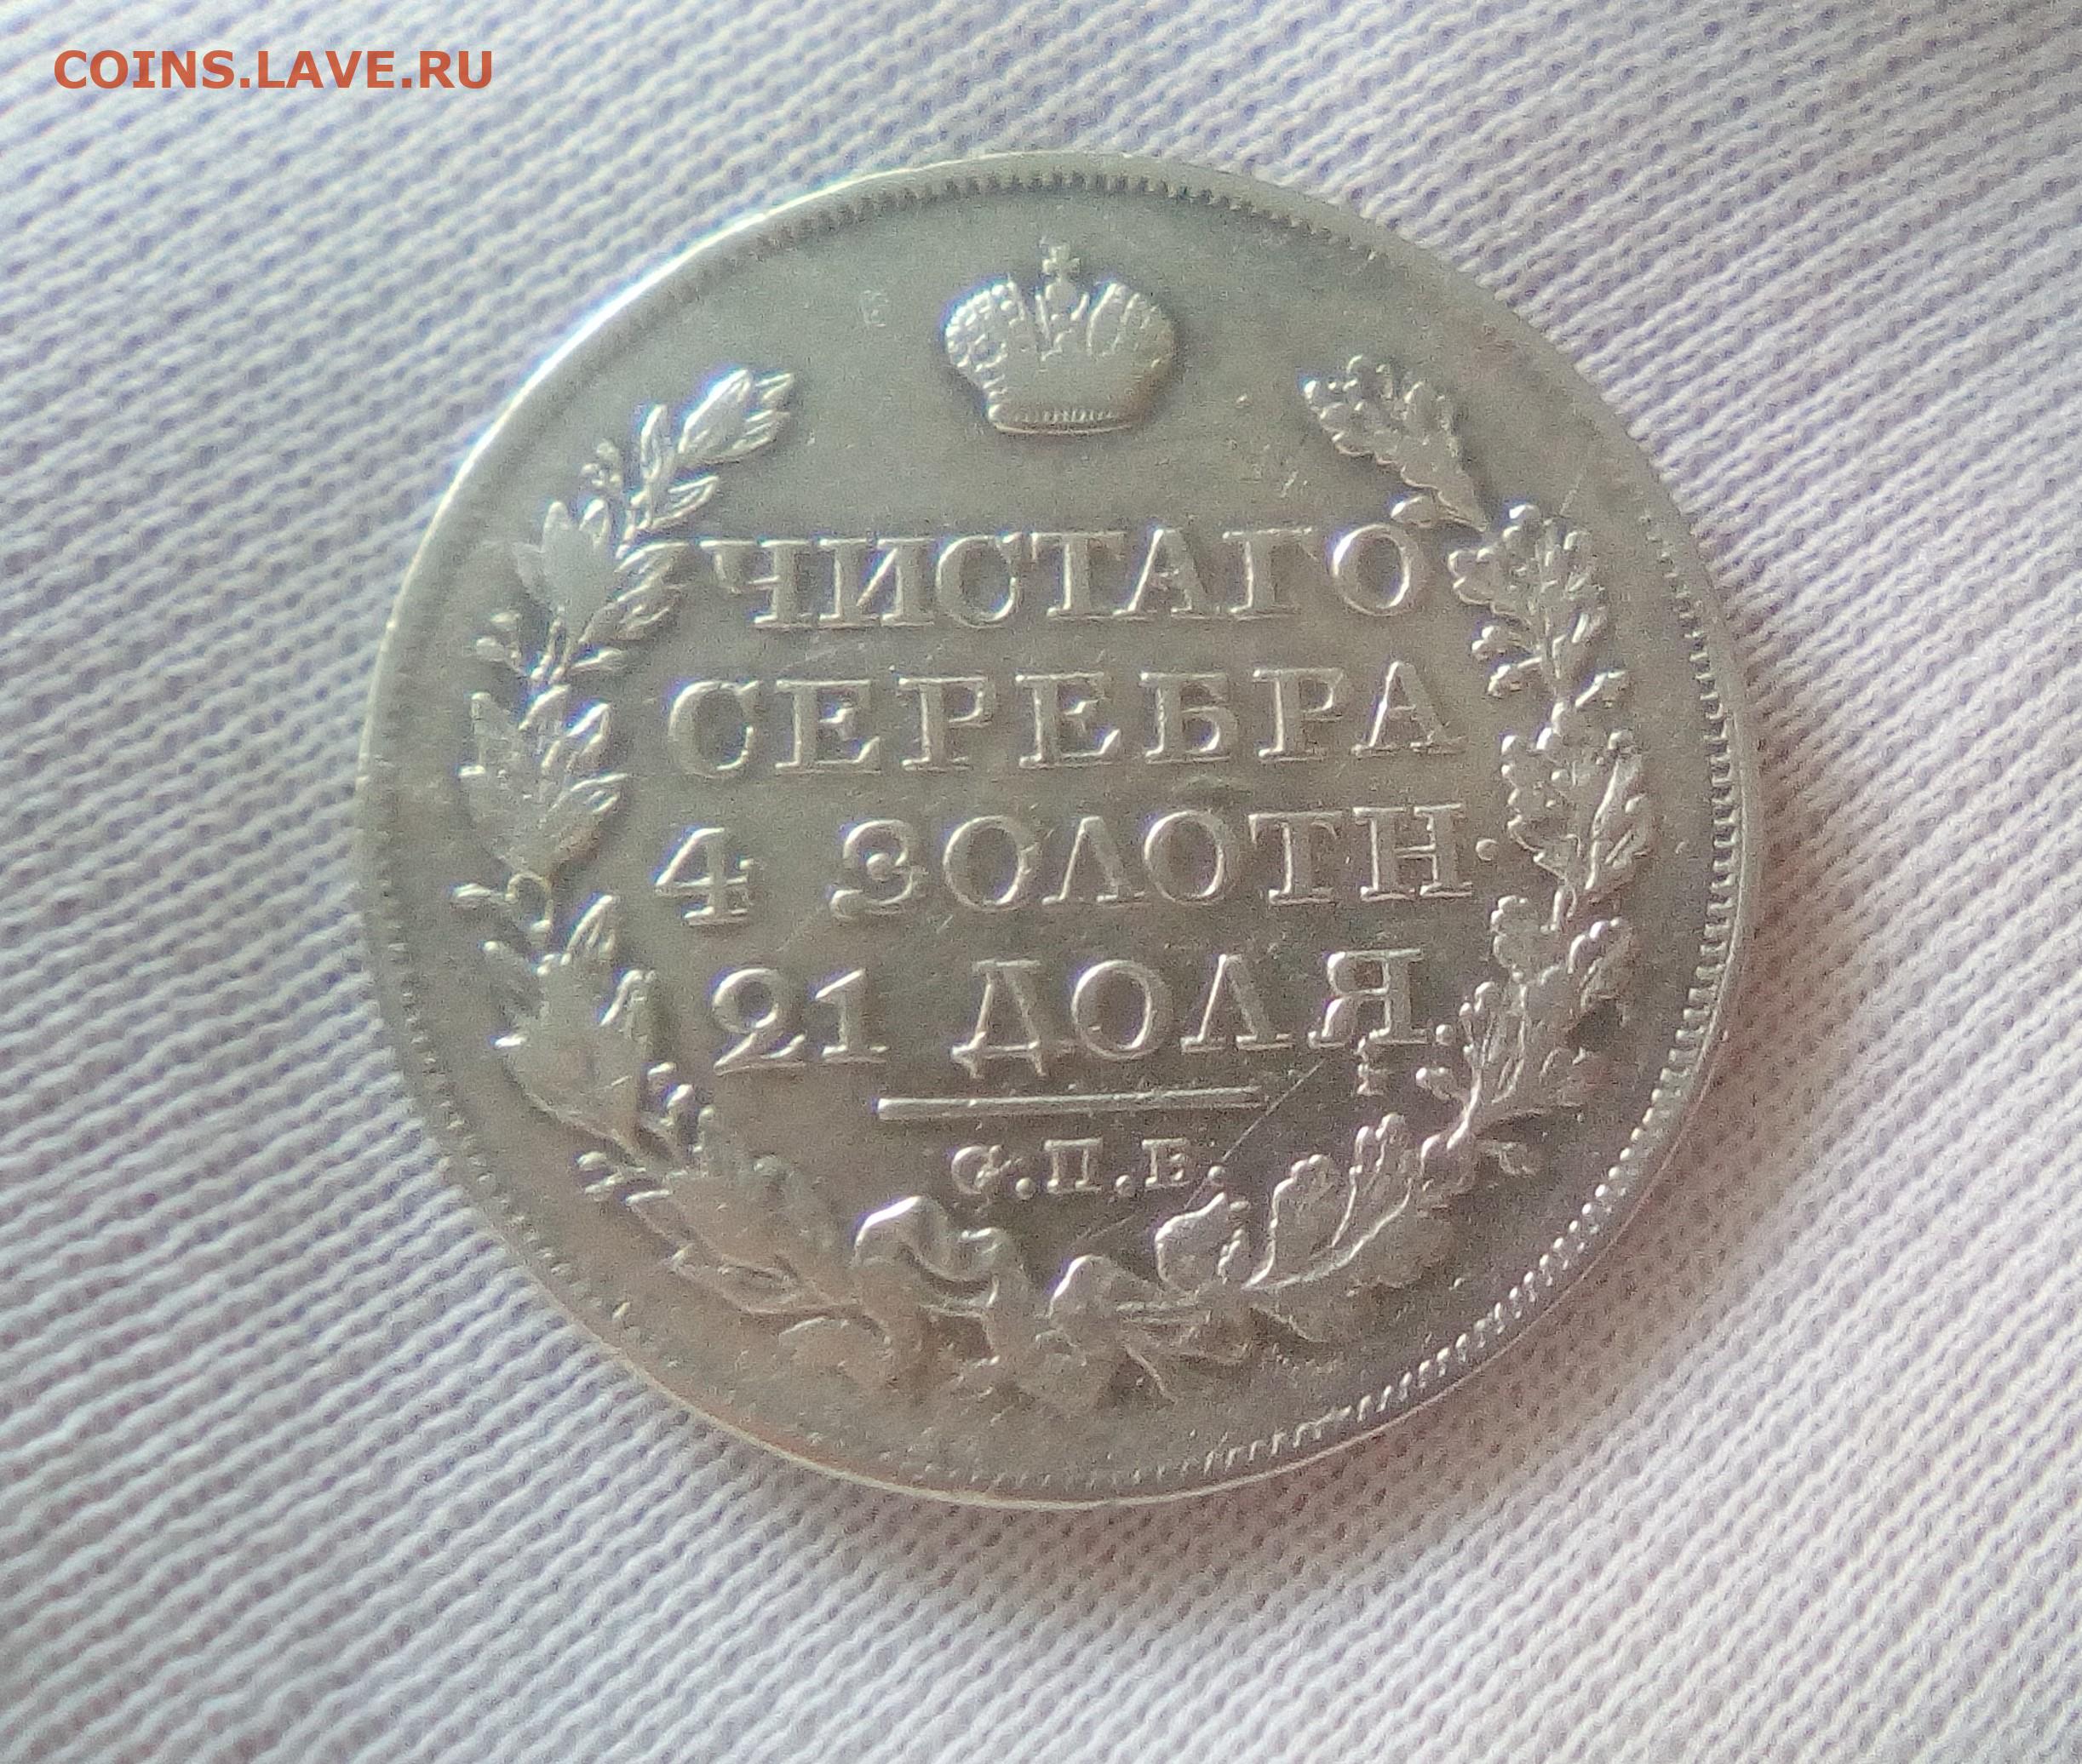 COINS.LAVE.RU
ЧИСТАГО
СЕРЕБРА
4 ЗОЛОТН.
21 ДОЛЯ.
С.П.Б.